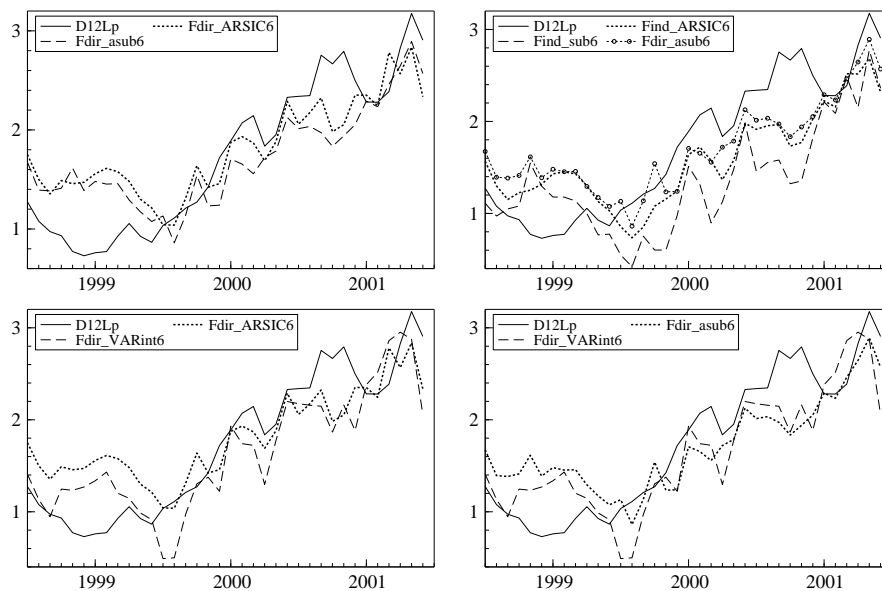 D12Lp Fdir_ARSIC6
Fdir_asub6
3
2
1
1999 2000 2001
D12Lp Find_ARSIC6
Find_sub6 Fdir_asub6
3
2
1
1999 2000 2001
D12Lp Fdir_ARSIC6
Fdir_VARint6
3
2
1
1999 2000 2001
D12Lp Fdir_asub6
Fdir_VARint6
3
2
1
1999 2000 2001